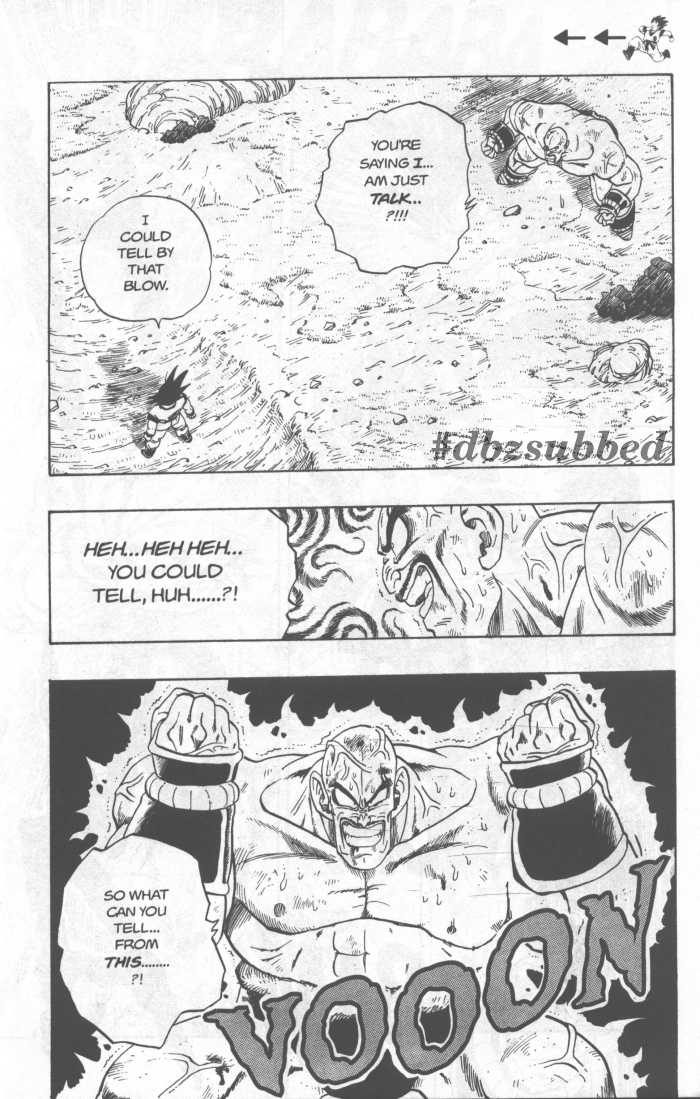 YOU'RE
SAYING I...
AM JUST
TALK...
?!!!
I
COULD
TELL BY
THAT
BLOW.
#dbzsubbed
HEH...HEH HEH...
YOU COULD
TELL, HUH......?!
SO WHAT
CAN YOU
TELL...
FROM
THIS........
?!
VOOON